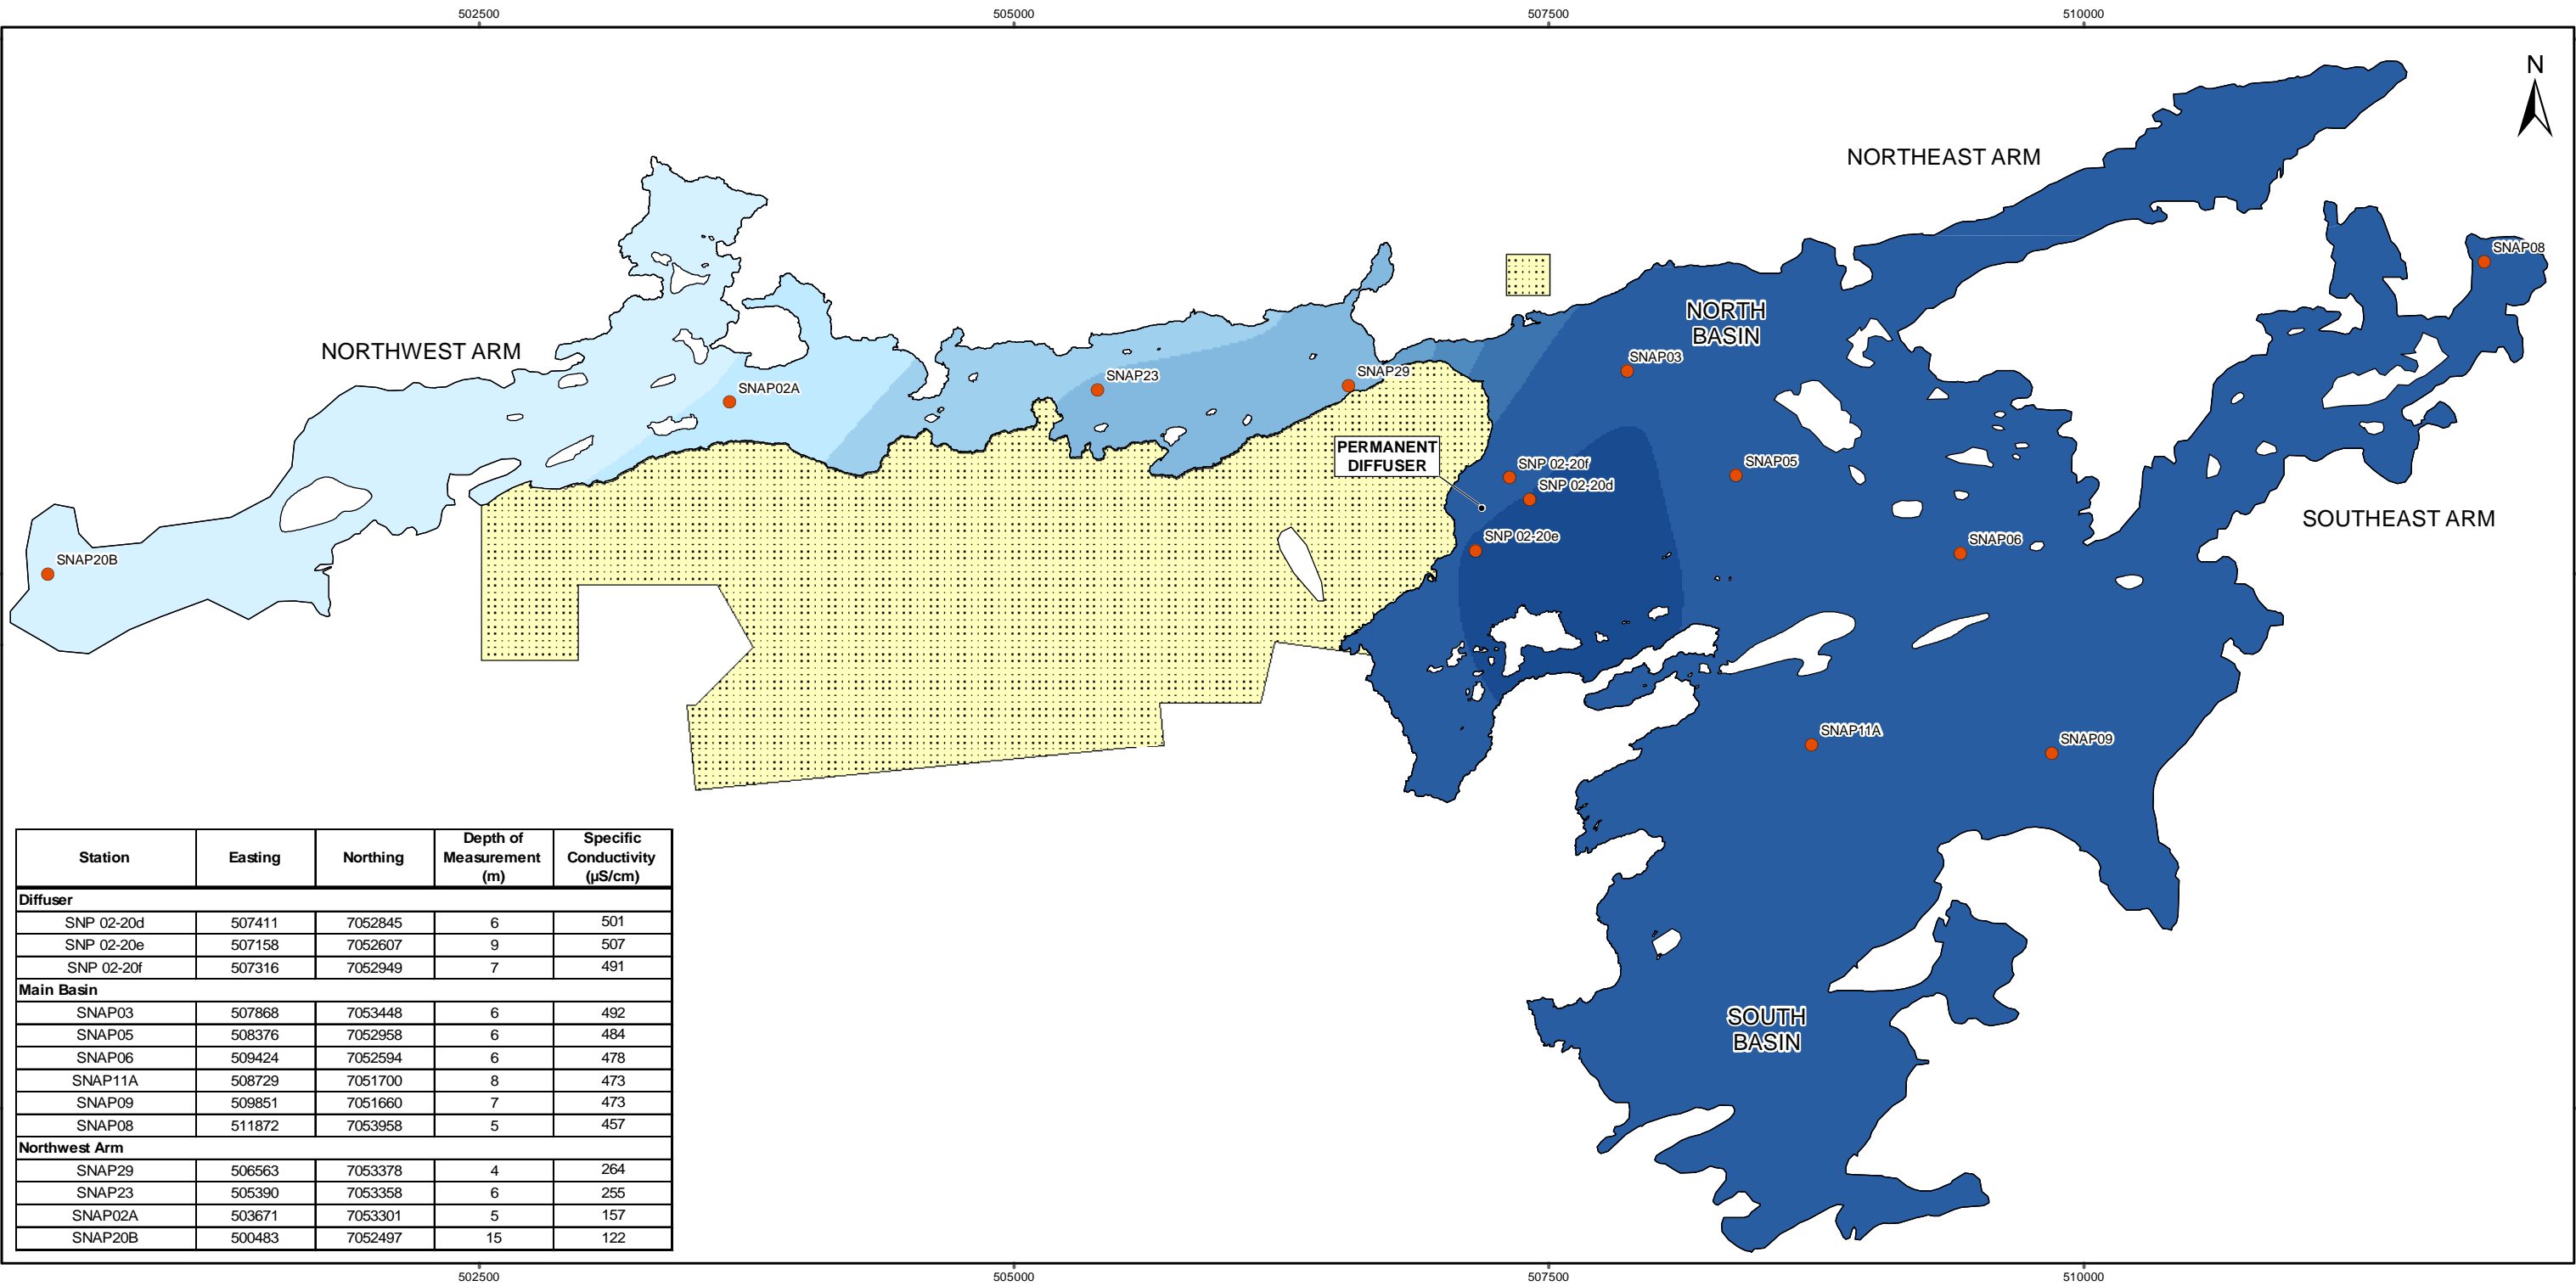 502500 505000 507500 510000
N
NORTHEAST ARM
SNAP08
NORTH
BASIN
NORTHWEST ARM
SNAP03
SNAP29
SNAP23
SNAP02A
PERMANENT
DIFFUSER
SNP 02-20f
SNAP05
SNP 02-20d
SOUTHEAST ARM
SNP 02-20e
SNAP06
SNAP20B
SNAP11A
SNAP09
SOUTH
BASIN
Station Easting Northing Depth of Measurement (m) Specific Conductivity (µS/cm)
Diffuser
SNP 02-20d 507411 7052845 6 501
SNP 02-20e 507158 7052607 9 507
SNP 02-20f 507316 7052949 7 491
Main Basin
SNAP03 507868 7053448 6 492
SNAP05 508376 7052958 6 484
SNAP06 509424 7052594 6 478
SNAP11A 508729 7051700 8 473
SNAP09 509851 7051660 7 473
SNAP08 511872 7053958 5 457
Northwest Arm
SNAP29 506563 7053378 4 264
SNAP23 505390 7053358 6 255
SNAP02A 503671 7053301 5 157
SNAP20B 500483 7052497 15 122
502500 505000 507500 510000